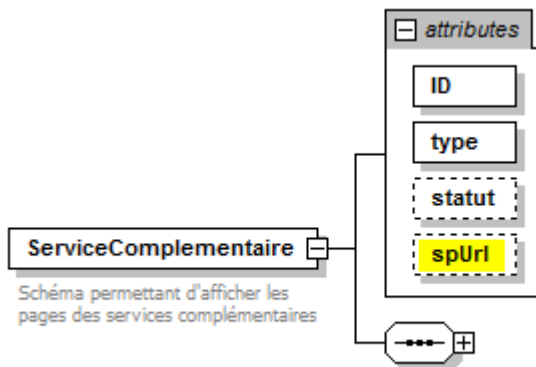 attributes
ID
type
statut
spUrl
ServiceComplementaire
Schéma permettant d'afficher les
pages des services complémentaires